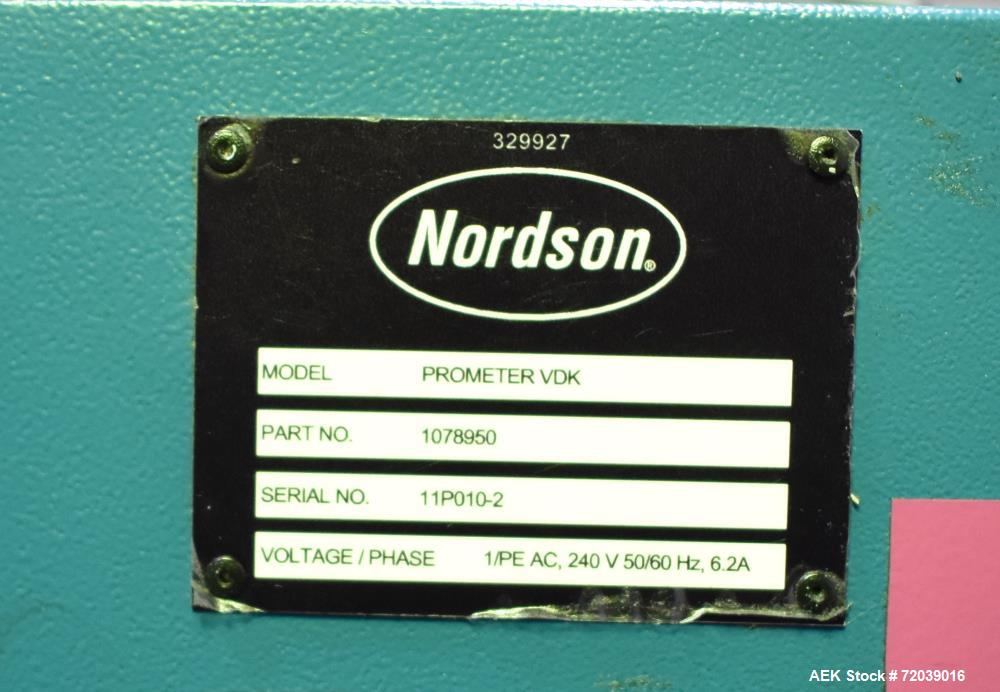 329927
Nordson®
MODEL PROMETER VDK
PART NO. 1078950
SERIAL NO. 11P010-2
VOLTAGE / PHASE 1/PE AC, 240 V 50/60 Hz, 6.2A
AEK Stock # 72039016